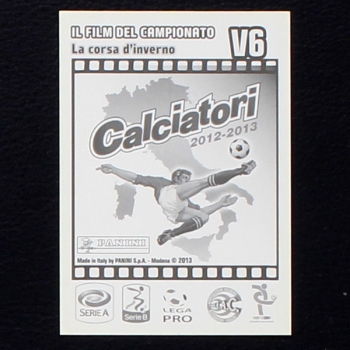 IL FILM DEL CAMPIONATO
V6
La corsa d'inverno
Calciatori
2012-2013
PANINI
Made in Italy by PANINI S.p.A. - Modena © 2013
SERIE A
Serie B
LEGA
PRO